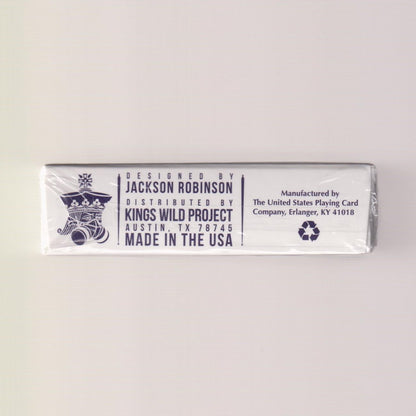 DESIGNED BY
JACKSON ROBINSON
DISTRIBUTED BY
KINGS WILD PROJECT
AUSTIN, TX 78745
MADE IN THE USA
Manufactured by
The United States Playing Card
Company, Erlanger, KY 41018